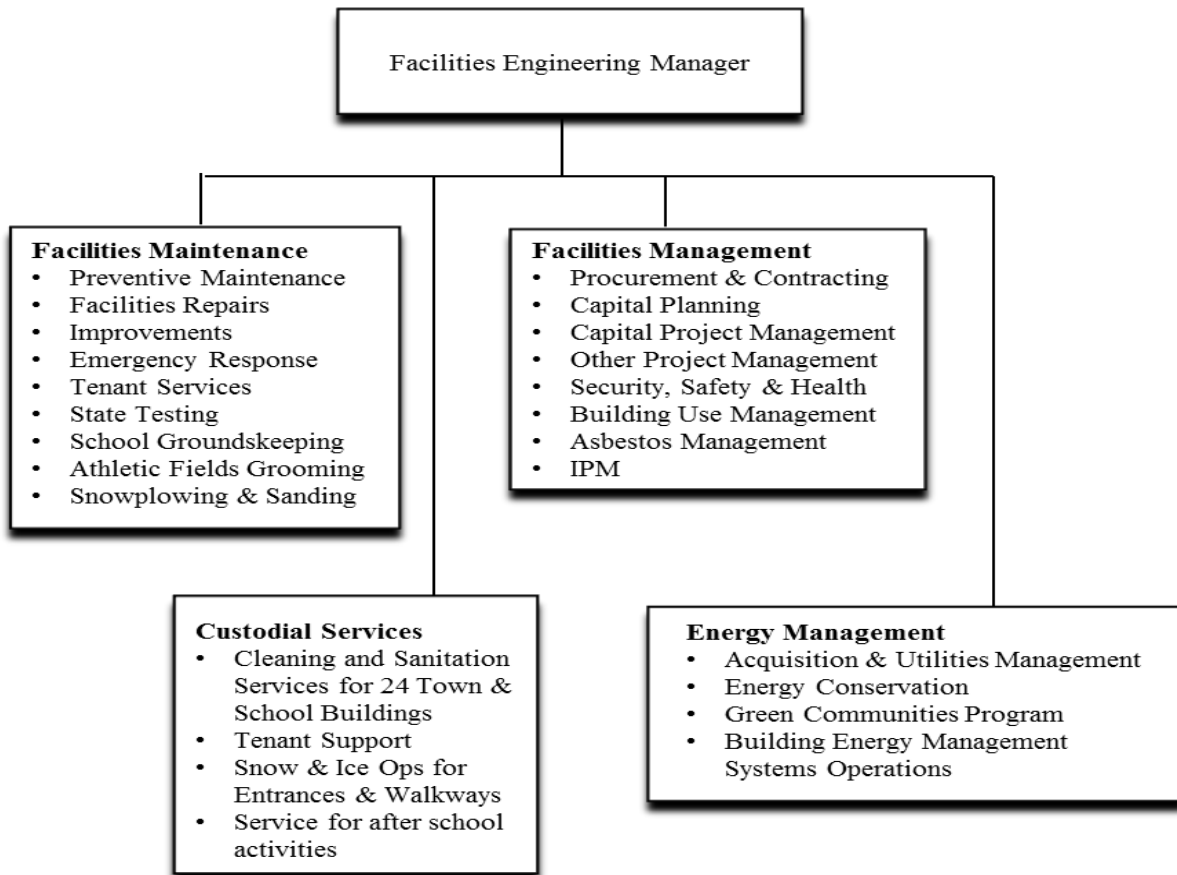 Facilities Engineering Manager
Facilities Maintenance
• Preventive Maintenance
• Facilities Repairs
• Improvements
• Emergency Response
• Tenant Services
• State Testing
• School Groundskeeping
• Athletic Fields Grooming
• Snowplowing & Sanding
Facilities Management
• Procurement & Contracting
• Capital Planning
• Capital Project Management
• Other Project Management
• Security, Safety & Health
• Building Use Management
• Asbestos Management
• IPM
Custodial Services
• Cleaning and Sanitation
Services for 24 Town &
School Buildings
• Tenant Support
• Snow & Ice Ops for
Entrances & Walkways
• Service for after school
activities
Energy Management
• Acquisition & Utilities Management
• Energy Conservation
• Green Communities Program
• Building Energy Management
Systems Operations